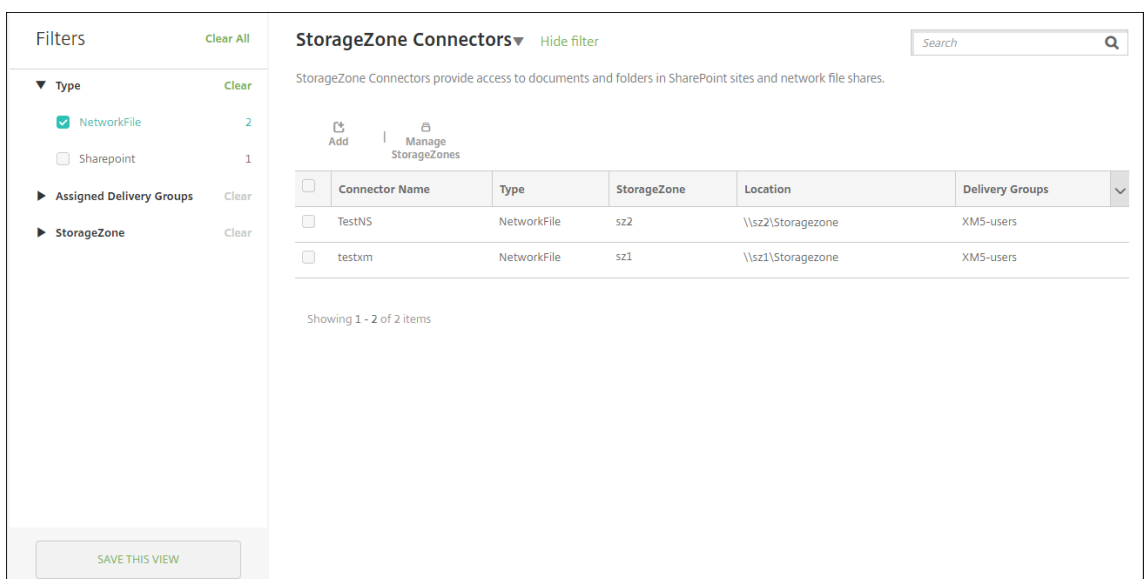 Filters Clear All
Type Clear
NetworkFile 2
Sharepoint 1
Assigned Delivery Groups Clear
StorageZone Clear
SAVE THIS VIEW
StorageZone Connectors Hide filter
Search
StorageZone Connectors provide access to documents and folders in SharePoint sites and network file shares.
Add | Manage
StorageZones
Connector Name Type StorageZone Location Delivery Groups
TestNS NetworkFile sz2 \\sz2\Storagezone XM5-users
testxm NetworkFile sz1 \\sz1\Storagezone XM5-users
Showing 1 - 2 of 2 items